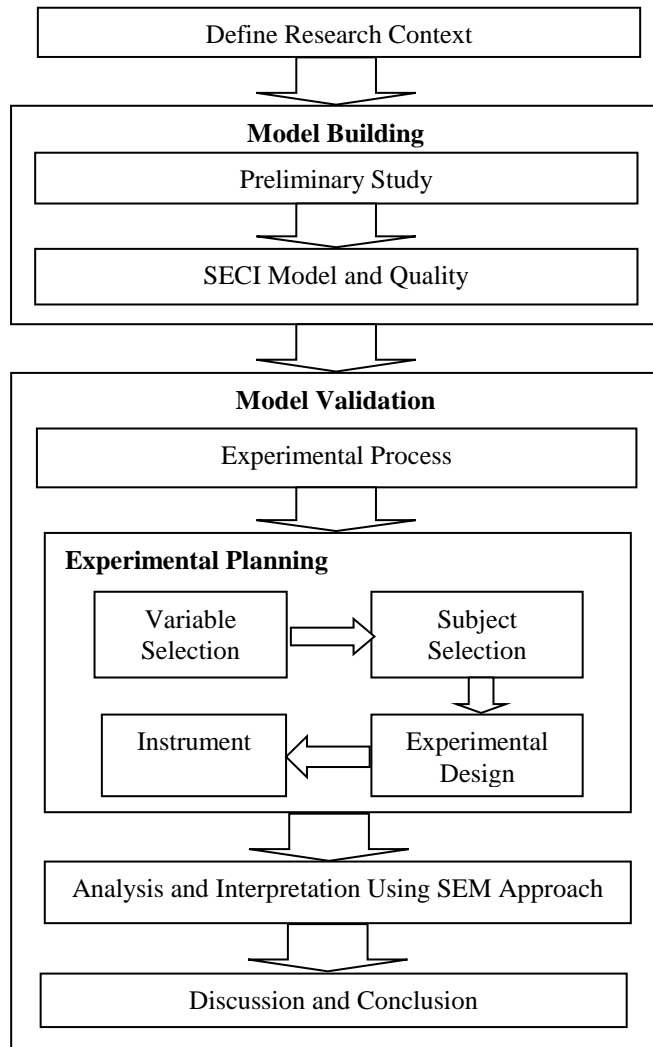 Define Research Context
Model Building
Preliminary Study
SECI Model and Quality
Model Validation
Experimental Process
Experimental Planning
Variable
Selection
Subject
Selection
Experimental
Design
Instrument
Analysis and Interpretation Using SEM Approach
Discussion and Conclusion